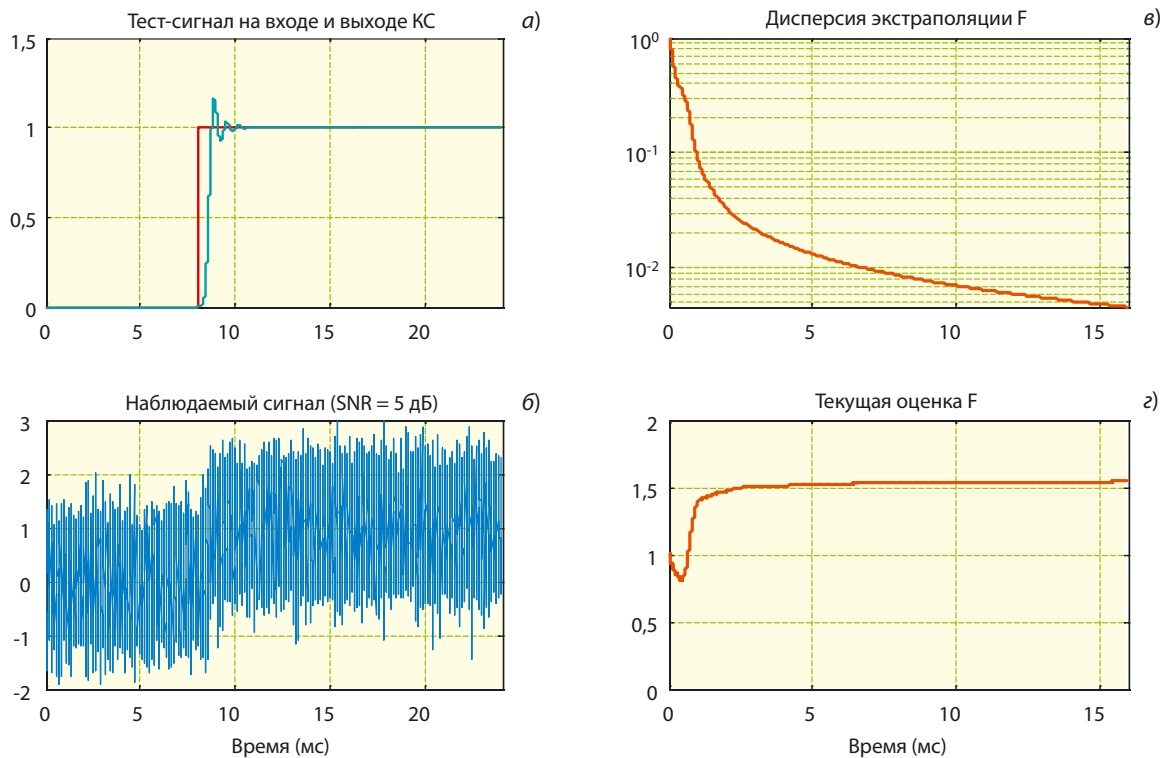 Тест-сигнал на входе и выходе КС
а)
1,5
1
0,5
0
0 5 10 15 20
Наблюдаемый сигнал (SNR = 5 дБ)
б)
3
2
1
0
-1
-2
0 5 10 15 20
Время (мс)
Дисперсия экстраполяции F
в)
10⁰
10⁻¹
10⁻²
0 5 10 15
Текущая оценка F
г)
2
1,5
1
0,5
0
0 5 10 15
Время (мс)